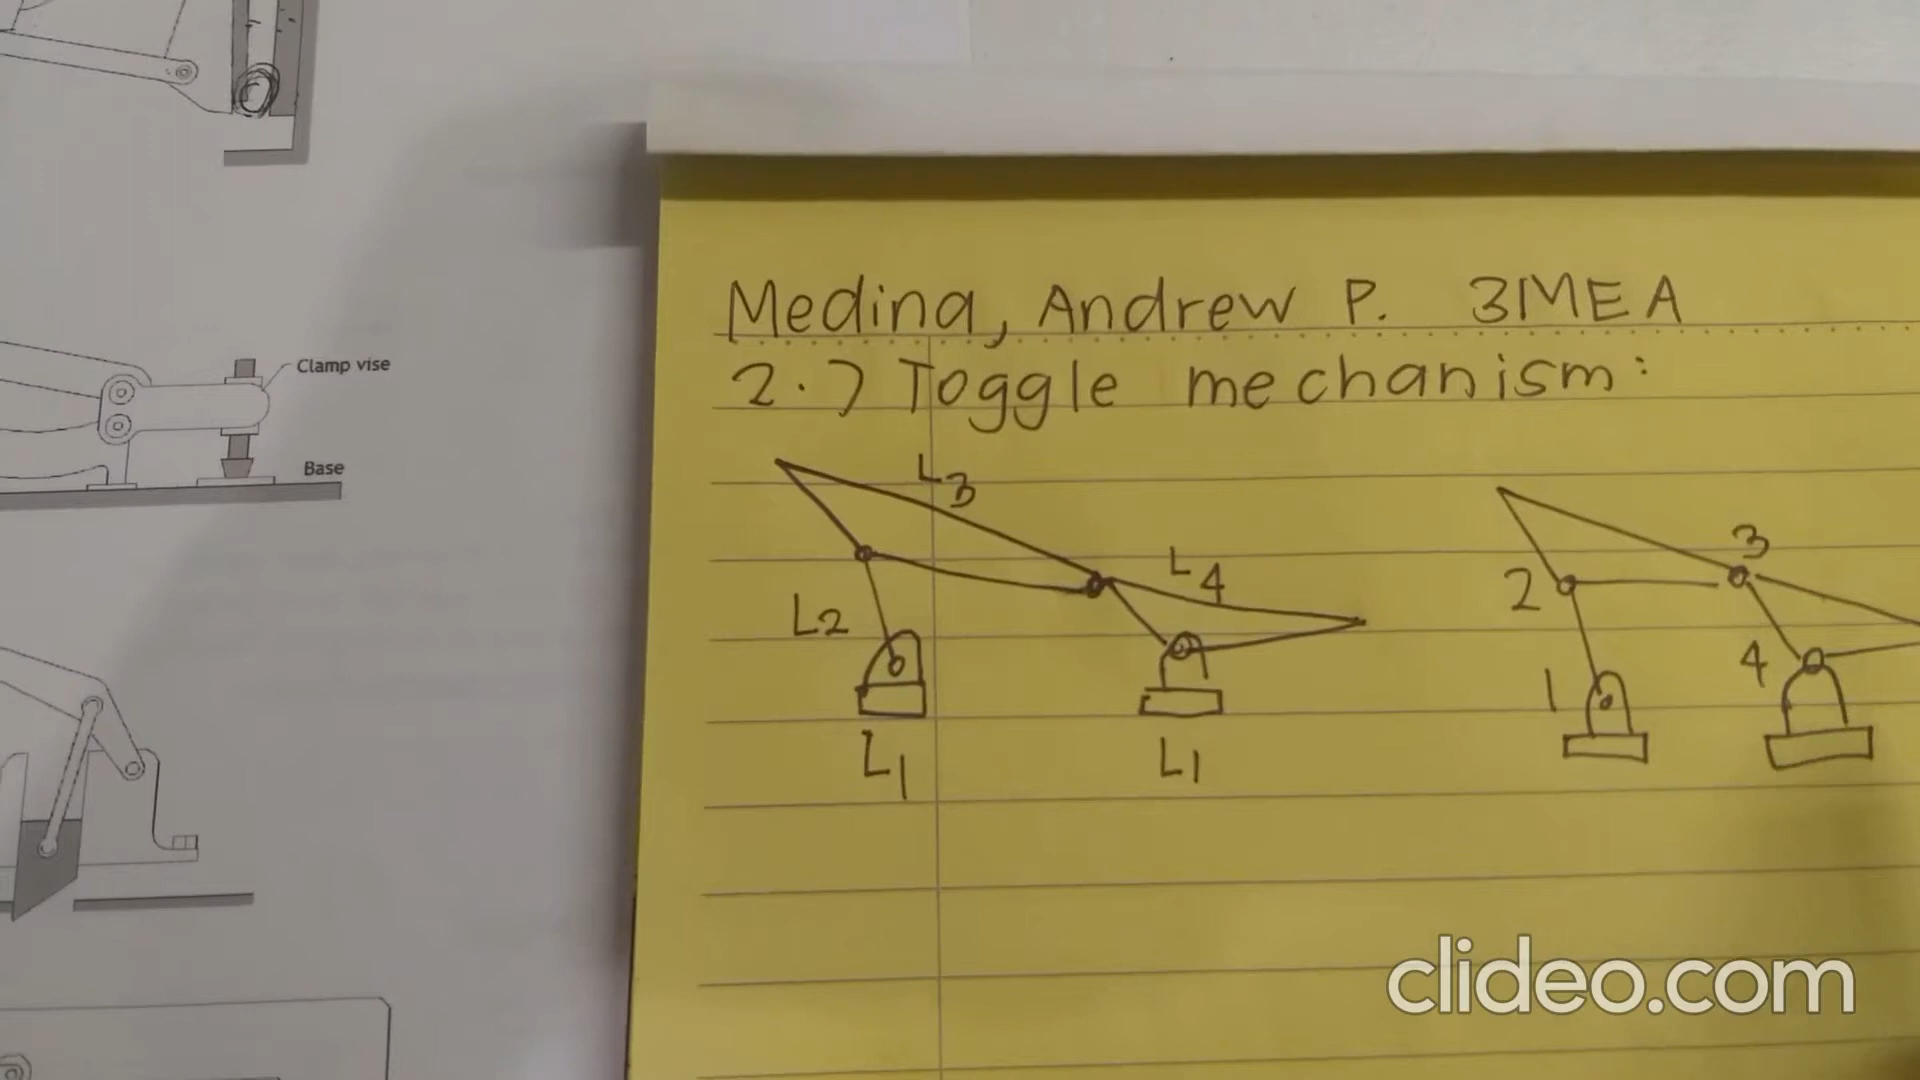 Clamp vise
Base
Medina, Andrew P. 3MEA
2.7 Toggle mechanism:
L3
L4
L2
L1
L1
3
2
4
1
clideo.com